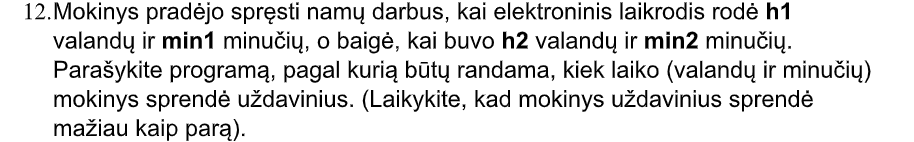 12.Mokinys pradėjo spręsti namų darbus, kai elektroninis laikrodis rodė h1
valandų ir min1 minučių, o baigė, kai buvo h2 valandų ir min2 minučių.
Parašykite programą, pagal kurią būtų randama, kiek laiko (valandų ir minučių)
mokinys sprendė uždavinius. (Laikykite, kad mokinys uždavinius sprendė
mažiau kaip parą).